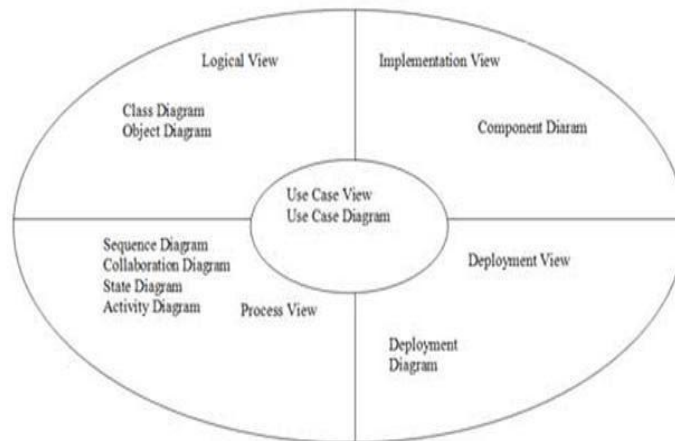 Logical View
Implementation View
Class Diagram
Object Diagram
Component Diaram
Use Case View
Use Case Diagram
Sequence Diagram
Collaboration Diagram
State Diagram
Activity Diagram
Process View
Deployment View
Deployment
Diagram